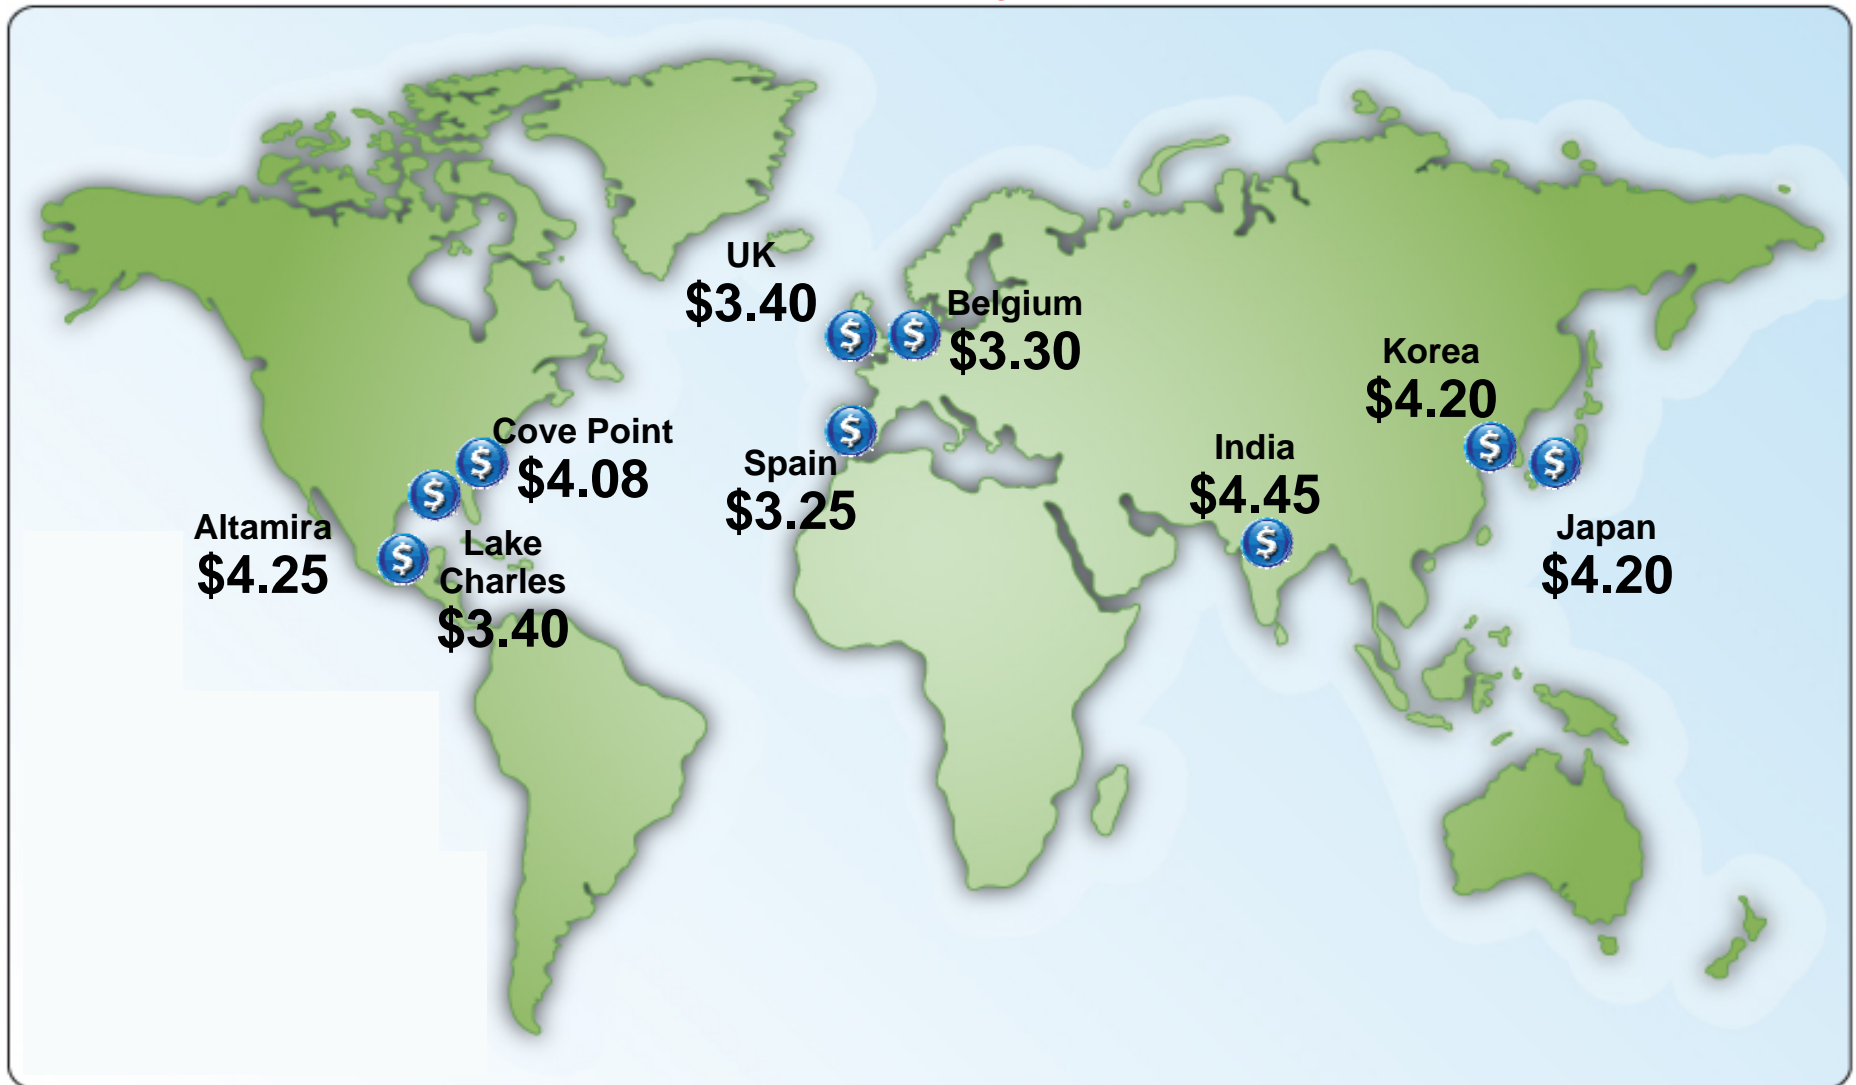 UK
$3.40
Belgium
$3.30
Korea
$4.20
Cove Point
$4.08
Spain
$3.25
India
$4.45
Altamira
$4.25
Lake
Charles
$3.40
Japan
$4.20